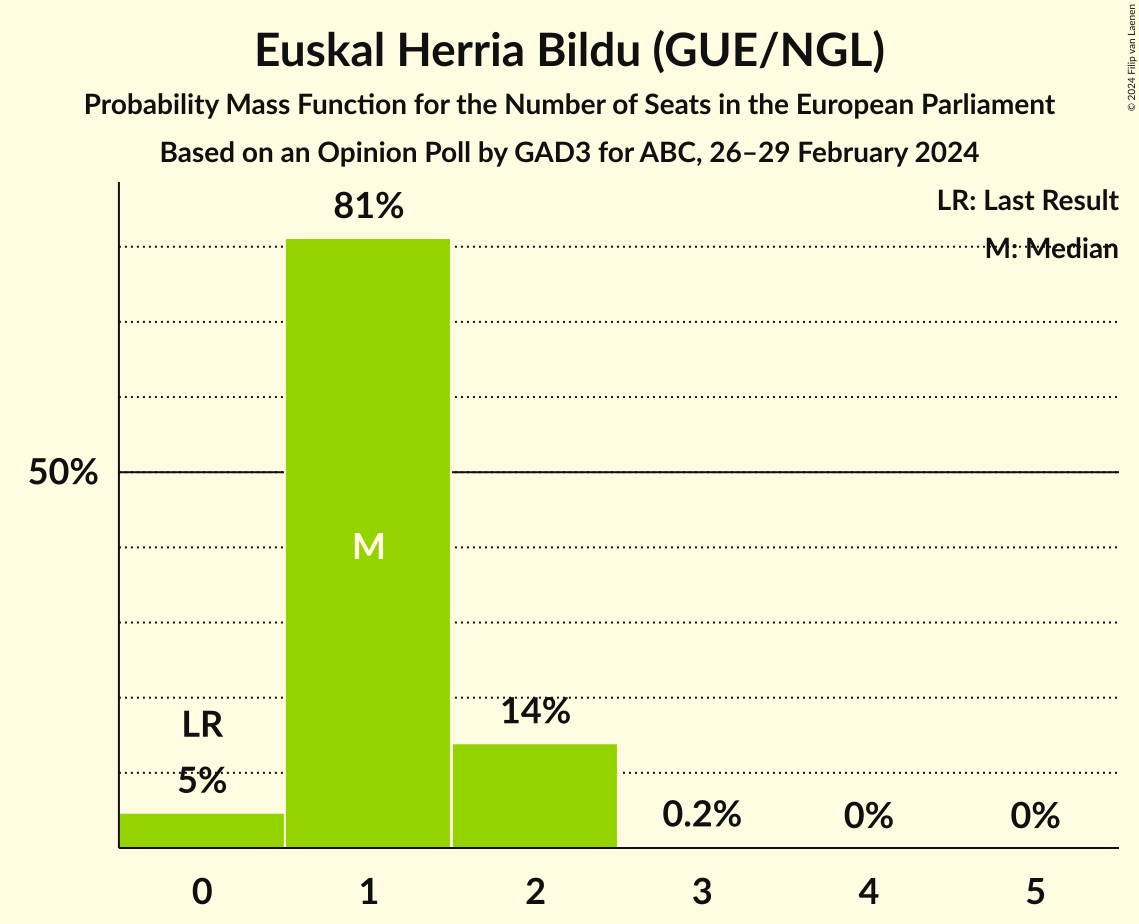 Euskal Herria Bildu (GUE/NGL)
Probability Mass Function for the Number of Seats in the European Parliament
Based on an Opinion Poll by GAD3 for ABC, 26–29 February 2024
© 2024 Filip van Laenen
LR: Last Result
M: Median
81%
50%
M
LR
5%
14%
0.2%
0%
0%
0 1 2 3 4 5